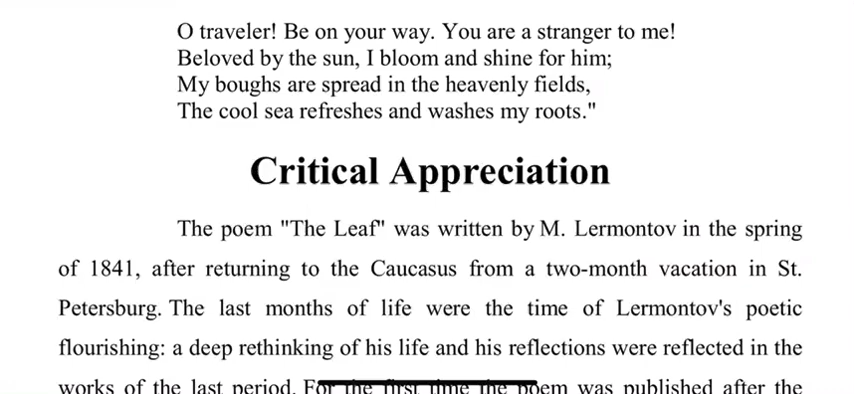 O traveler! Be on your way. You are a stranger to me!
Beloved by the sun, I bloom and shine for him;
My boughs are spread in the heavenly fields,
The cool sea refreshes and washes my roots."
Critical Appreciation
The poem "The Leaf" was written by M. Lermontov in the spring
of 1841, after returning to the Caucasus from a two-month vacation in St.
Petersburg. The last months of life were the time of Lermontov's poetic
flourishing: a deep rethinking of his life and his reflections were reflected in the
works of the last period. For the first time the poem was published after the